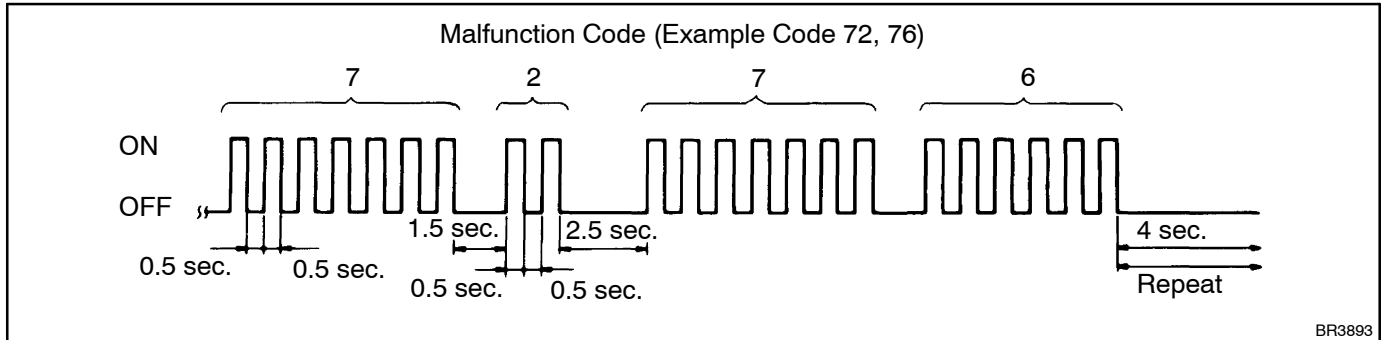 Malfunction Code (Example Code 72, 76)
7 2 7 6
ON
OFF
1.5 sec. 2.5 sec. 4 sec.
0.5 sec. 0.5 sec. 0.5 sec. 0.5 sec. Repeat
BR3893